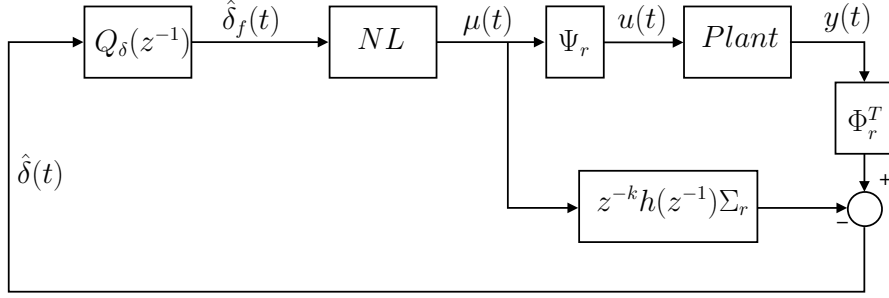 Q_δ(z^{-1})
δ̂_f(t)
NL
μ(t)
Ψ_r
u(t)
Plant
y(t)
Φ_r^T
δ̂(t)
z^{-k}h(z^{-1})Σ_r
+
−